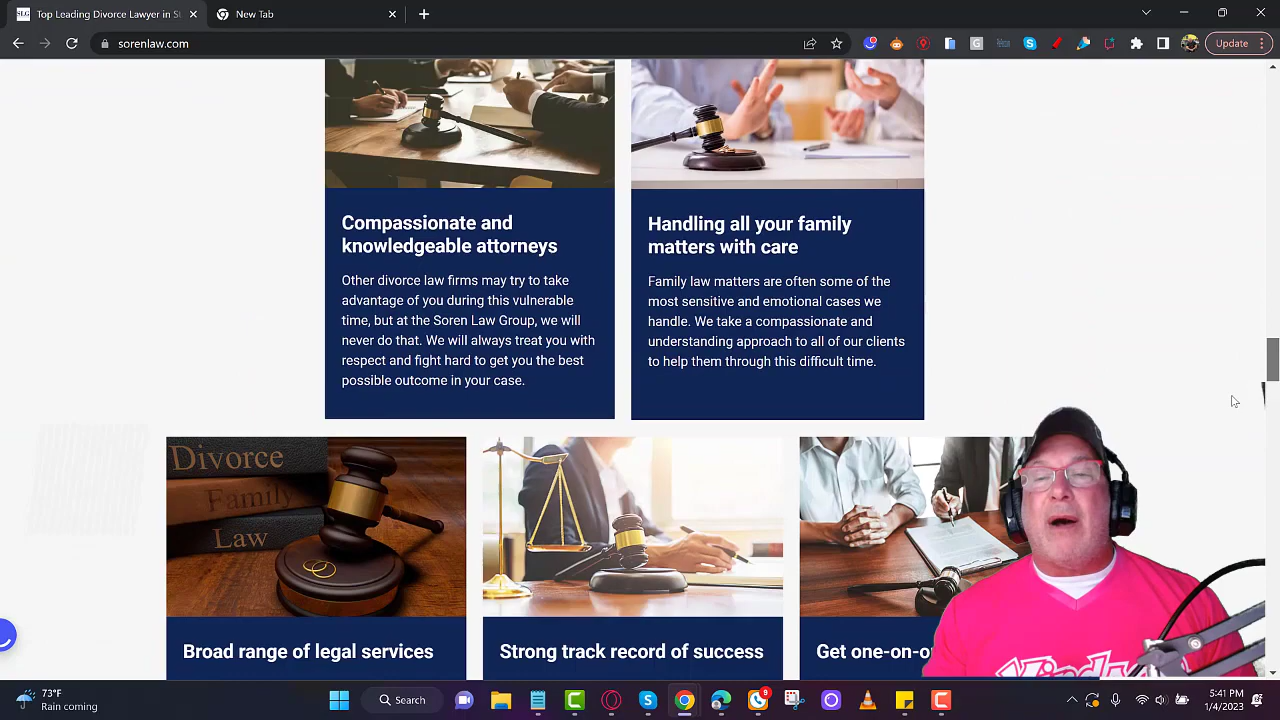 Top Leading Divorce Lawyer in S
New Tab
sorenlaw.com
Update
Compassionate and
knowledgeable attorneys
Other divorce law firms may try to take
advantage of you during this vulnerable
time, but at the Soren Law Group, we will
never do that. We will always treat you with
respect and fight hard to get you the best
possible outcome in your case.
Handling all your family
matters with care
Family law matters are often some of the
most sensitive and emotional cases we
handle. We take a compassionate and
understanding approach to all of our clients
to help them through this difficult time.
Divorce
Family
Law
Broad range of legal services
Strong track record of success
Get one-on-o
73°F
Rain coming
Search
9
5:41 PM
1/4/2023